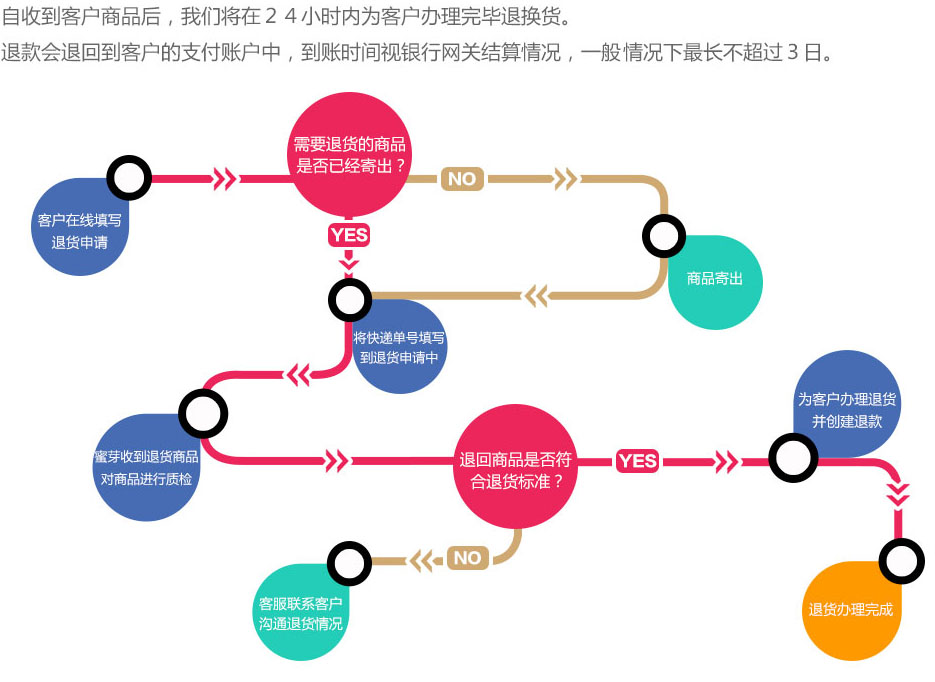 自收到客户商品后，我们将在２４小时内为客户办理完毕退换货。
退款会退回到客户的支付账户中，到账时间视银行网关结算情况，一般情况下最长不超过３日。
需要退货的商品
是否已经寄出？
NO
客户在线填写
退货申请
YES
商品寄出
将快递单号填写
到退货申请中
为客户办理退货
并创建退款
蜜芽收到退货商品
对商品进行质检
退回商品是否符
合退货标准？
YES
NO
客服联系客户
沟通退货情况
退货办理完成